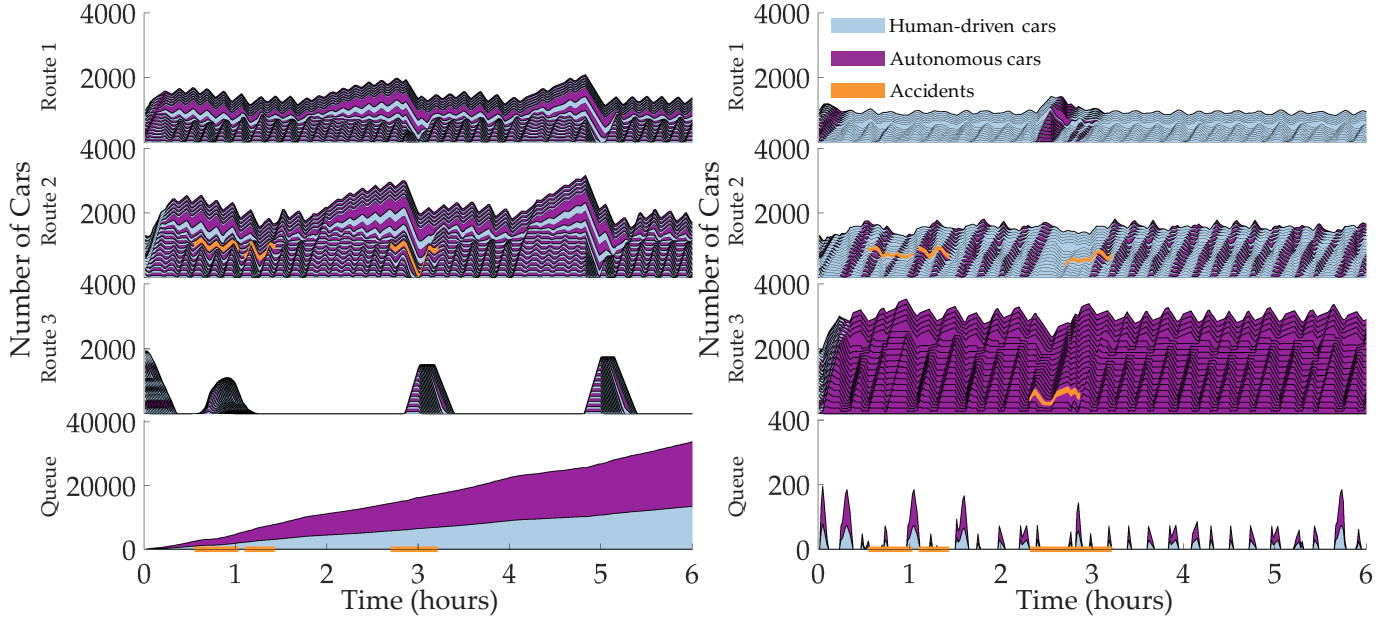 4000
2000
Route 1
4000
2000
Route 2
4000
2000
Route 3
40000
20000
0
Queue
Number of Cars
0 1 2 3 4 5 6
Time (hours)
4000
2000
Route 1
Human-driven cars
Autonomous cars
Accidents
4000
2000
Route 2
4000
2000
Route 3
400
200
0
Queue
Number of Cars
0 1 2 3 4 5 6
Time (hours)